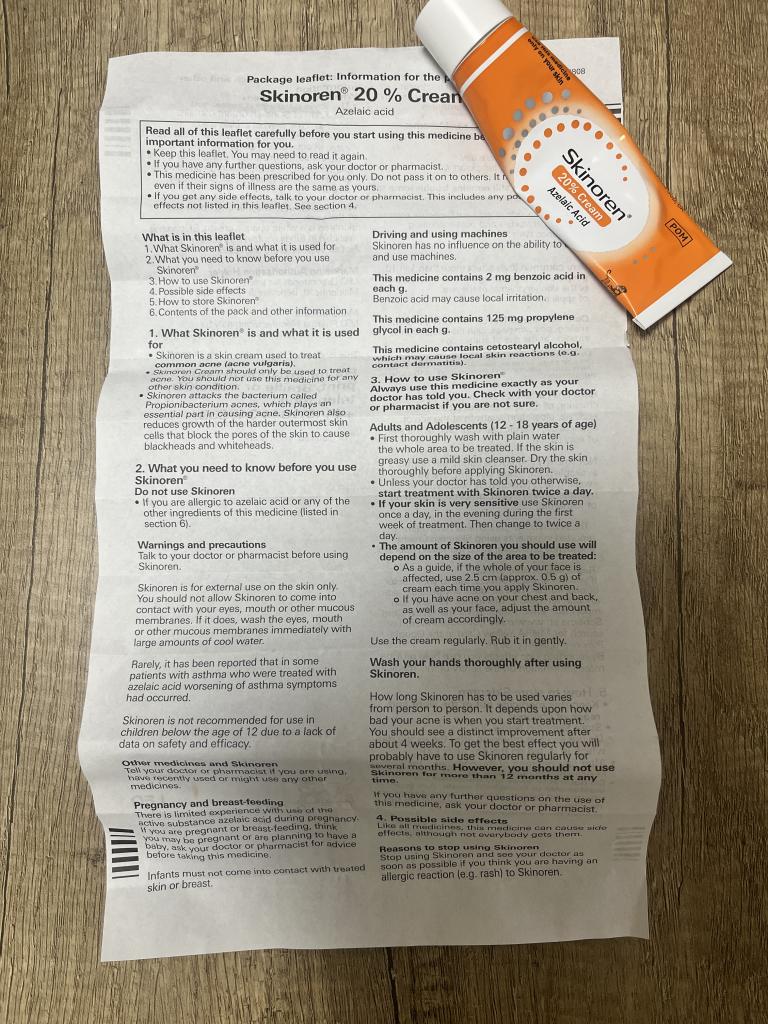 Package leaflet: Information for the
Skinoren® 20 % Cream
Azelaic acid
808
Read all of this leaflet carefully before you start using this medicine
important information for you.
• Keep this leaflet. You may need to read it again.
• If you have any further questions, ask your doctor or pharmacist.
• This medicine has been prescribed for you only. Do not pass it on to others. It
even if their signs of illness are the same as yours.
• If you get any side effects, talk to your doctor or pharmacist. This includes any
effects not listed in this leaflet. See section 4.
What is in this leaflet
1. What Skinoren® is and what it is used for
2. What you need to know before you use
Skinoren®
3. How to use Skinoren®
4. Possible side effects
5. How to store Skinoren®
6. Contents of the pack and other information
1. What Skinoren® is and what it is used
for
• Skinoren is a skin cream used to treat
common acne (acne vulgaris).
• Skinoren Cream should only be used to treat
acne. You should not use this medicine for any
other skin condition.
• Skinoren attacks the bacterium called
Propionibacterium acnes, which plays an
essential part in causing acne. Skinoren also
reduces growth of the harder outermost skin
cells that block the pores of the skin to cause
blackheads and whiteheads.
2. What you need to know before you use
Skinoren®
Do not use Skinoren
• If you are allergic to azelaic acid or any of the
other ingredients of this medicine (listed in
section 6).
Warnings and precautions
Talk to your doctor or pharmacist before using
Skinoren.
Skinoren is for external use on the skin only.
You should not allow Skinoren to come into
contact with your eyes, mouth or other mucous
membranes. If it does, wash the eyes, mouth
or other mucous membranes immediately with
large amounts of cool water.
Rarely, it has been reported that in some
patients with asthma who were treated with
azelaic acid worsening of asthma symptoms
had occurred.
Skinoren is not recommended for use in
children below the age of 12 due to a lack of
data on safety and efficacy.
Other medicines and Skinoren
Tell your doctor or pharmacist if you are using,
have recently used or might use any other
medicines.
Pregnancy and breast-feeding
There is limited experience with use of the
active substance azelaic acid during pregnancy.
If you are pregnant or breast-feeding, think
you may be pregnant or are planning to have a
baby, ask your doctor or pharmacist for advice
before taking this medicine.
Infants must not come into contact with treated
skin or breast.
Driving and using machines
Skinoren has no influence on the ability to
and use machines.
This medicine contains 2 mg benzoic acid in
each g.
Benzoic acid may cause local irritation.
This medicine contains 125 mg propylene
glycol in each g.
This medicine contains cetostearyl alcohol,
which may cause local skin reactions (e.g.
contact dermatitis).
3. How to use Skinoren®
Always use this medicine exactly as your
doctor has told you. Check with your doctor
or pharmacist if you are not sure.
Adults and Adolescents (12 - 18 years of age)
• First thoroughly wash with plain water
the whole area to be treated. If the skin is
greasy use a mild skin cleanser. Dry the skin
thoroughly before applying Skinoren.
• Unless your doctor has told you otherwise,
start treatment with Skinoren twice a day.
• If your skin is very sensitive use Skinoren
once a day, in the evening during the first
week of treatment. Then change to twice a
day.
• The amount of Skinoren you should use will
depend on the size of the area to be treated:
o As a guide, if the whole of your face is
affected, use 2.5 cm (approx. 0.5 g) of
cream each time you apply Skinoren.
o If you have acne on your chest and back,
as well as your face, adjust the amount
of cream accordingly.
Use the cream regularly. Rub it in gently.
Wash your hands thoroughly after using
Skinoren.
How long Skinoren has to be used varies
from person to person. It depends upon how
bad your acne is when you start treatment.
You should see a distinct improvement after
about 4 weeks. To get the best effect you will
probably have to use Skinoren regularly for
several months. However, you should not use
Skinoren for more than 12 months at any
time.
If you have any further questions on the use of
this medicine, ask your doctor or pharmacist.
4. Possible side effects
Like all medicines, this medicine can cause side
effects, although not everybody gets them.
Reasons to stop using Skinoren
Stop using Skinoren and see your doctor as
soon as possible if you think you are having an
allergic reaction (e.g. rash) to Skinoren.
medicine
only on your skin
Skinoren®
20% Cream
Azelaic Acid
POM